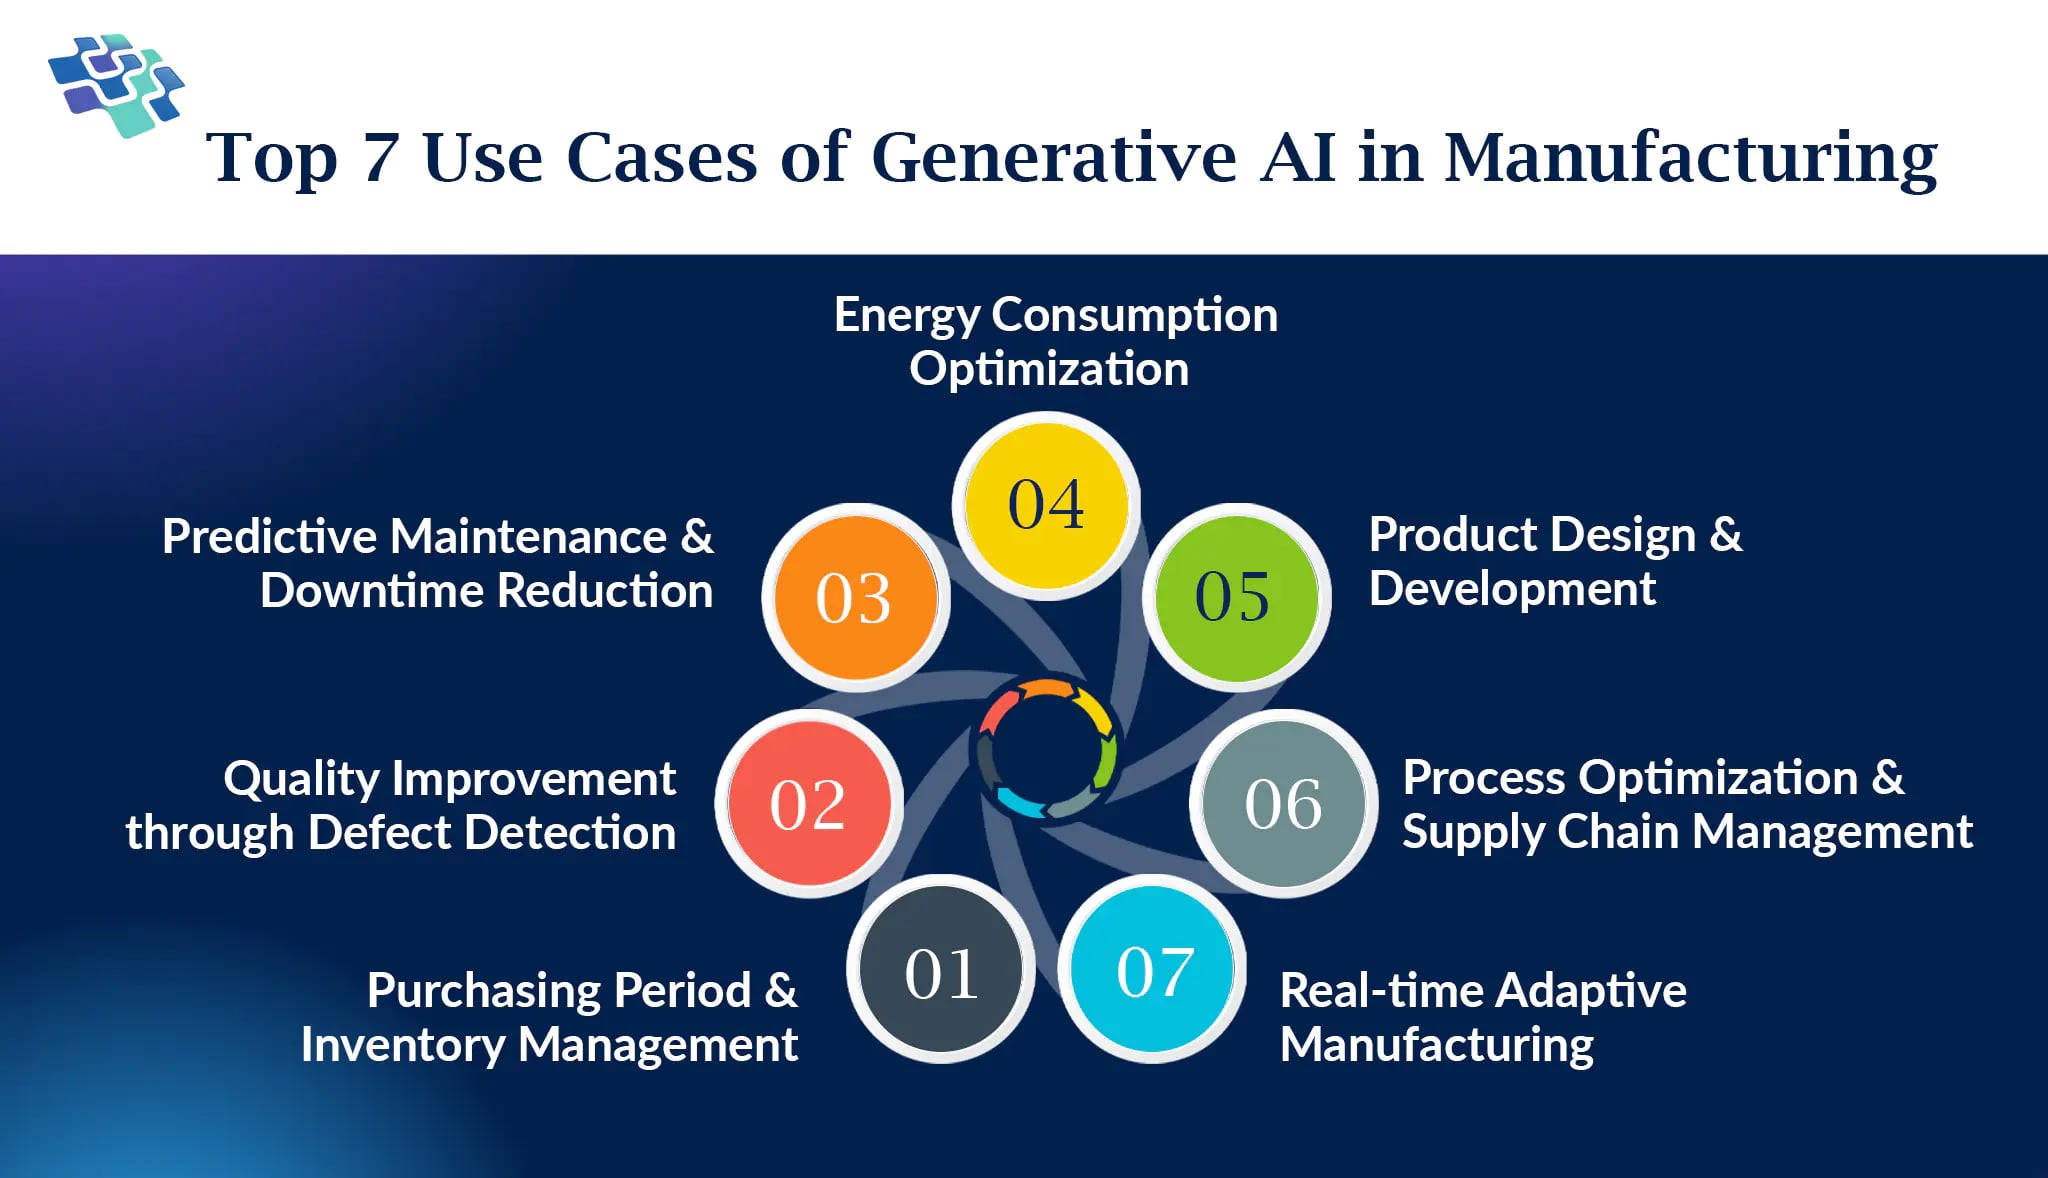 Top 7 Use Cases of Generative AI in Manufacturing
Energy Consumption
Optimization
04
Predictive Maintenance &
Downtime Reduction
03
05
Product Design &
Development
Quality Improvement
through Defect Detection
02
06
Process Optimization &
Supply Chain Management
Purchasing Period &
Inventory Management
01
07
Real-time Adaptive
Manufacturing